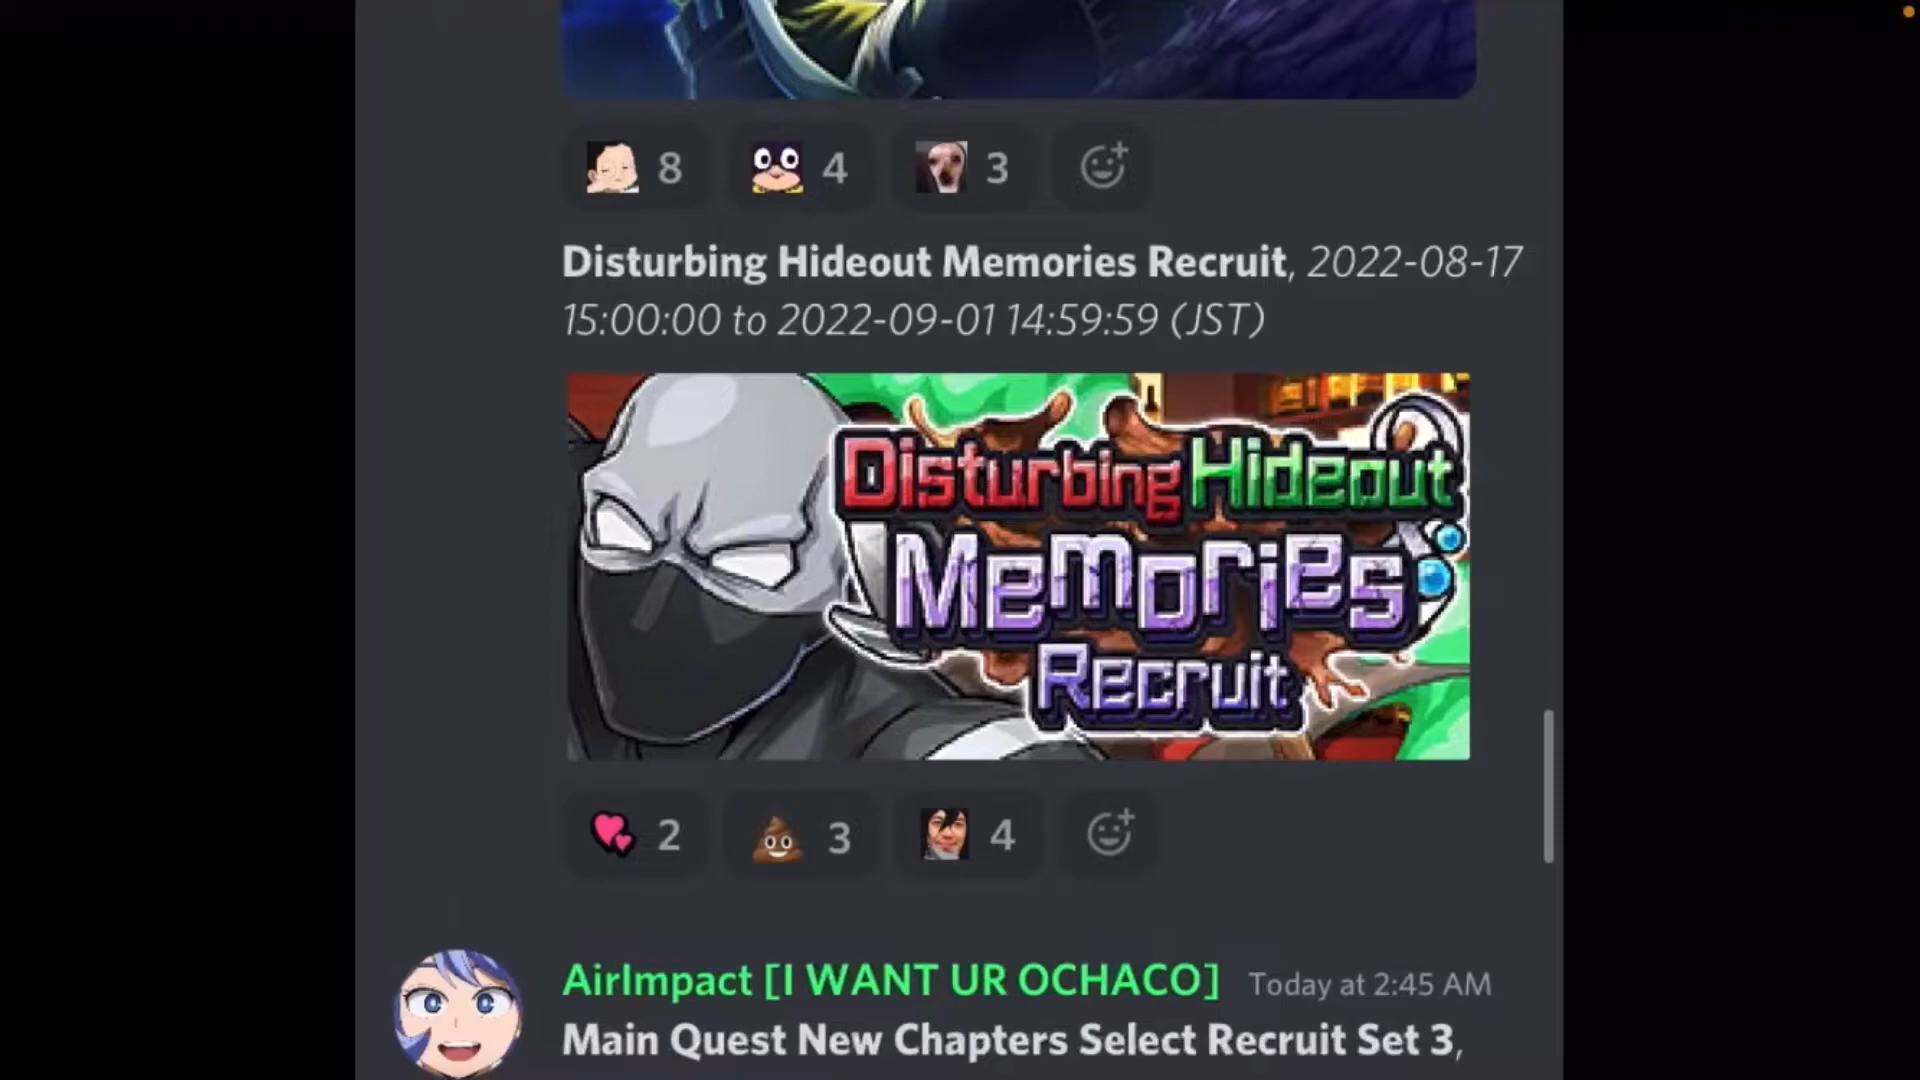 8 4 3
Disturbing Hideout Memories Recruit, 2022-08-17
15:00:00 to 2022-09-01 14:59:59 (JST)
Disturbing Hideout
Memories
Recruit
2 3 4
AirImpact [I WANT UR OCHACO] Today at 2:45 AM
Main Quest New Chapters Select Recruit Set 3,